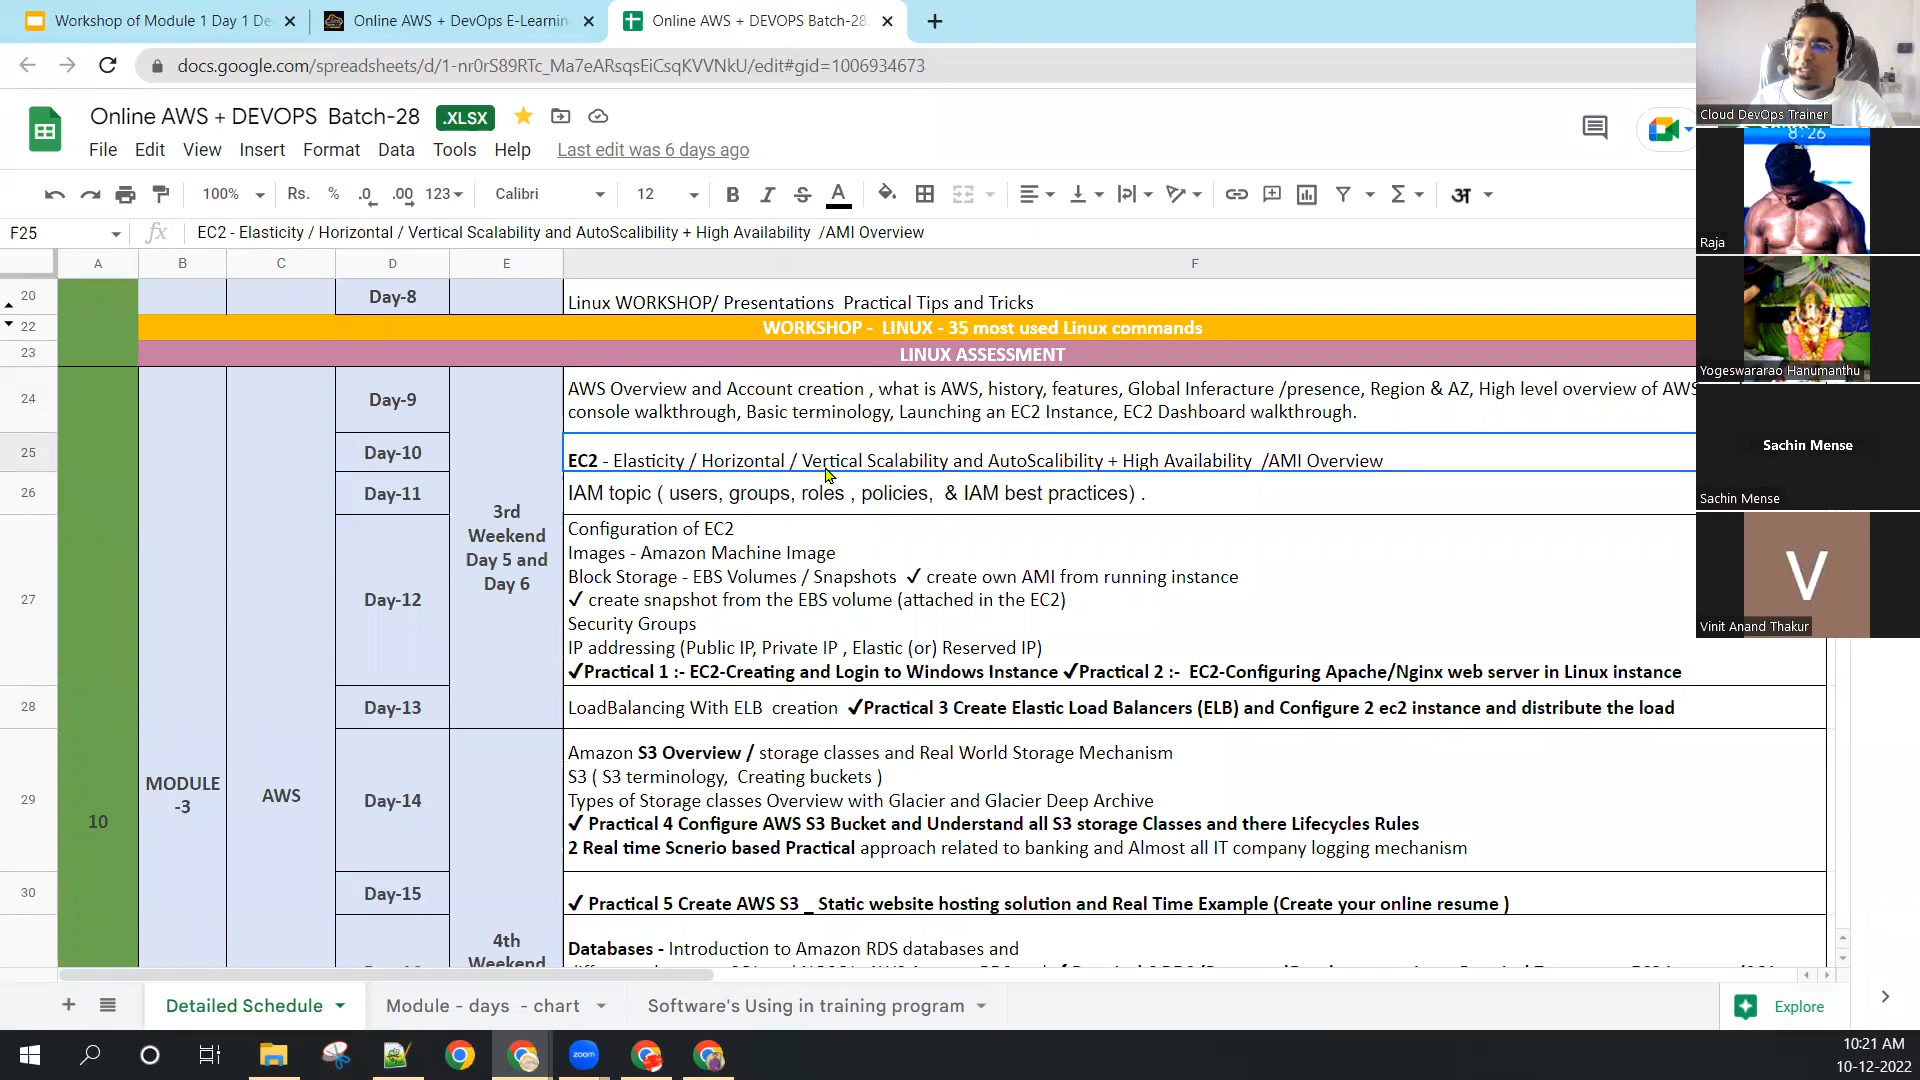 Workshop of Module 1 Day 1 De
Online AWS + DevOps E-Learnin
Online AWS + DEVOPS Batch-28
docs.google.com/spreadsheets/d/1-nr0rS89RTc_Ma7eARsqsEiCsqKVVNkU/edit#gid=1006934673
Online AWS + DEVOPS Batch-28 .XLSX
File Edit View Insert Format Data Tools Help Last edit was 6 days ago
100% Rs. % .0 .00 123 Calibri 12 B I S A अ
F25 fx EC2 - Elasticity / Horizontal / Vertical Scalability and AutoScalibility + High Availability /AMI Overview
A B C D E F
20 Day-8 Linux WORKSHOP/ Presentations Practical Tips and Tricks
22 WORKSHOP - LINUX - 35 most used Linux commands
23 LINUX ASSESSMENT
24 Day-9 AWS Overview and Account creation , what is AWS, history, features, Global Inferacture /presence, Region & AZ, High level overview of AWS
console walkthrough, Basic terminology, Launching an EC2 Instance, EC2 Dashboard walkthrough.
25 Day-10 EC2 - Elasticity / Horizontal / Vertical Scalability and AutoScalibility + High Availability /AMI Overview
26 Day-11 IAM topic ( users, groups, roles , policies, & IAM best practices) .
3rd
Weekend
Day 5 and
Day 6
27 Day-12 Configuration of EC2
Images - Amazon Machine Image
Block Storage - EBS Volumes / Snapshots ✓ create own AMI from running instance
✓ create snapshot from the EBS volume (attached in the EC2)
Security Groups
IP addressing (Public IP, Private IP , Elastic (or) Reserved IP)
✓Practical 1 :- EC2-Creating and Login to Windows Instance ✓Practical 2 :- EC2-Configuring Apache/Nginx web server in Linux instance
28 Day-13 LoadBalancing With ELB creation ✓Practical 3 Create Elastic Load Balancers (ELB) and Configure 2 ec2 instance and distribute the load
10
MODULE
-3
AWS
29 Day-14 Amazon S3 Overview / storage classes and Real World Storage Mechanism
S3 ( S3 terminology, Creating buckets )
Types of Storage classes Overview with Glacier and Glacier Deep Archive
✓ Practical 4 Configure AWS S3 Bucket and Understand all S3 storage Classes and there Lifecycles Rules
2 Real time Scnerio based Practical approach related to banking and Almost all IT company logging mechanism
30 Day-15 ✓ Practical 5 Create AWS S3 _ Static website hosting solution and Real Time Example (Create your online resume )
4th
Weekend
Databases - Introduction to Amazon RDS databases and
Detailed Schedule Module - days - chart Software's Using in training program Explore
Cloud DevOps Trainer
8:26
Raja
Yogeswararao Hanumanthu
Sachin Mense
Sachin Mense
V
Vinit Anand Thakur
zoom
10:21 AM
10-12-2022